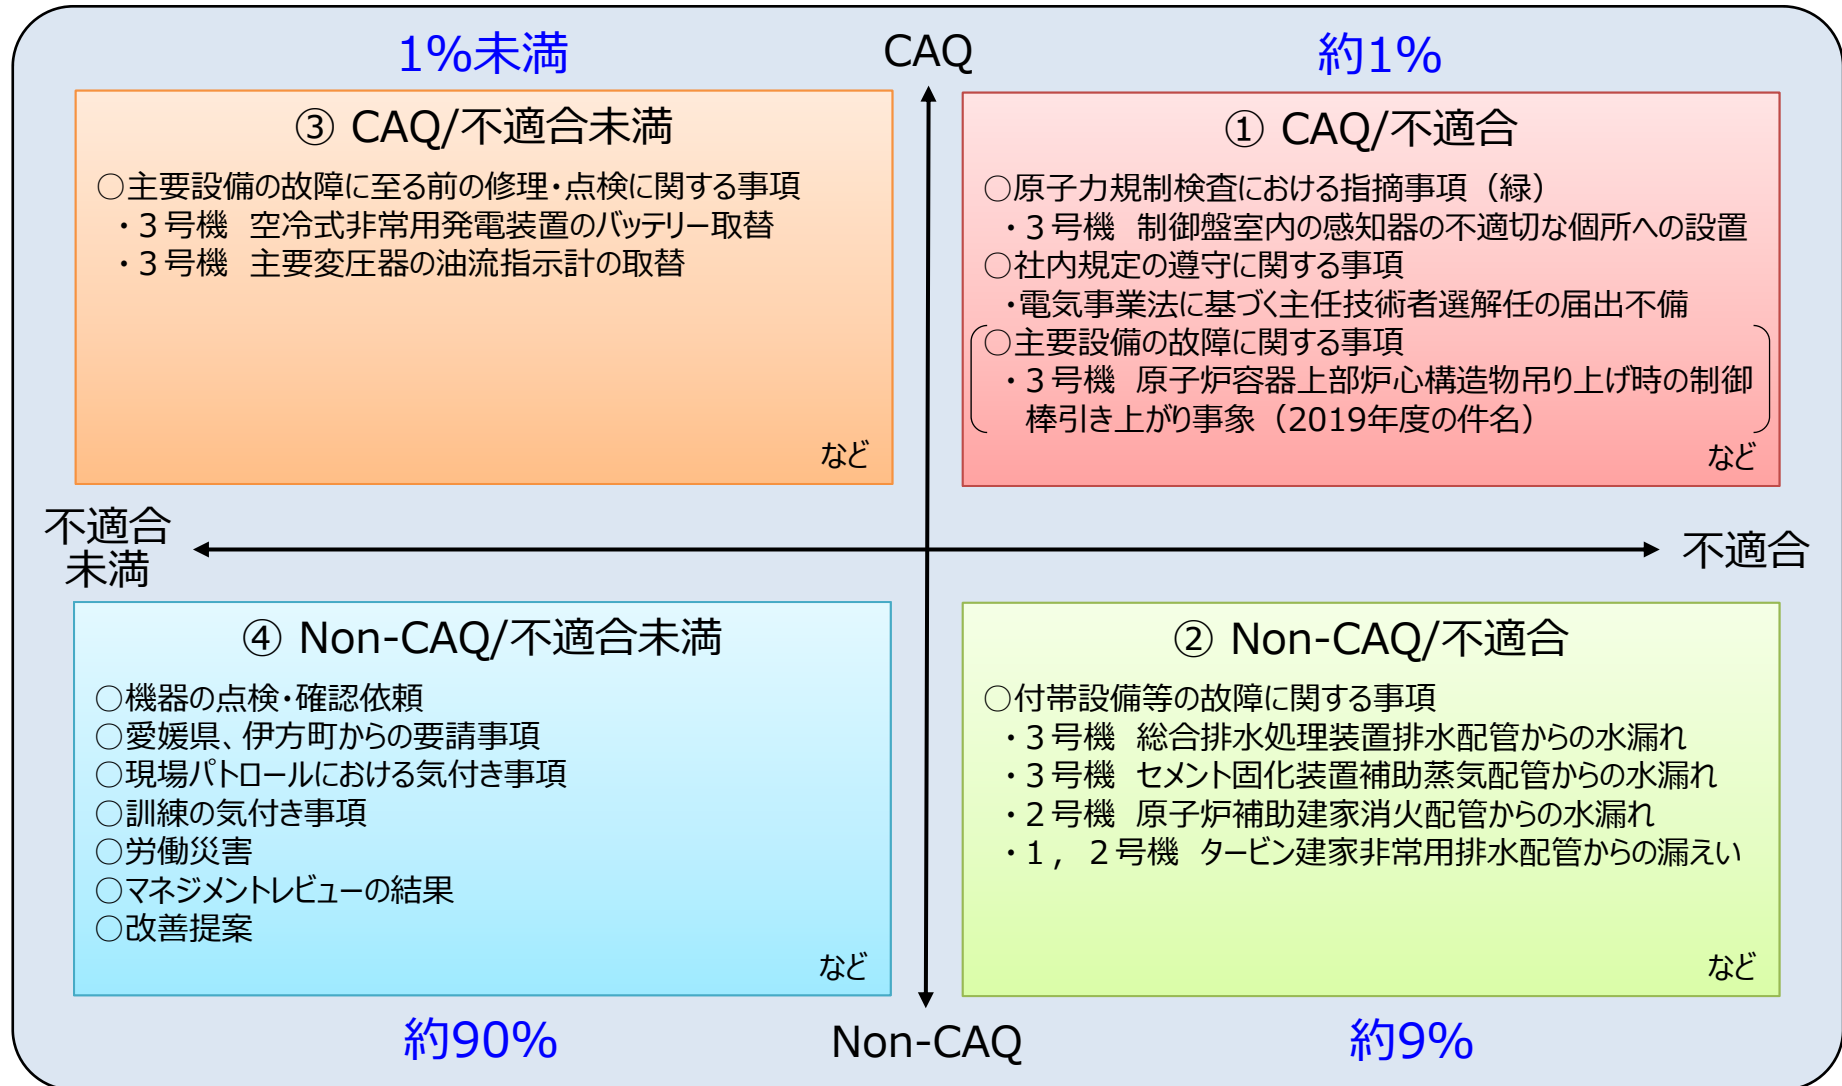 1%未満
CAQ
約1%
③ CAQ/不適合未満
○主要設備の故障に至る前の修理・点検に関する事項
・３号機 空冷式非常用発電装置のバッテリー取替
・３号機 主要変圧器の油流指示計の取替
など
① CAQ/不適合
○原子力規制検査における指摘事項（緑）
・３号機 制御盤室内の感知器の不適切な個所への設置
○社内規定の遵守に関する事項
・電気事業法に基づく主任技術者選解任の届出不備
○主要設備の故障に関する事項
・３号機 原子炉容器上部炉心構造物吊り上げ時の制御
棒引き上がり事象（2019年度の件名）
など
不適合
未満
不適合
④ Non-CAQ/不適合未満
○機器の点検・確認依頼
○愛媛県、伊方町からの要請事項
○現場パトロールにおける気付き事項
○訓練の気付き事項
○労働災害
○マネジメントレビューの結果
○改善提案
など
② Non-CAQ/不適合
○付帯設備等の故障に関する事項
・３号機 総合排水処理装置排水配管からの水漏れ
・３号機 セメント固化装置補助蒸気配管からの水漏れ
・２号機 原子炉補助建家消火配管からの水漏れ
・１，２号機 タービン建家非常用排水配管からの漏えい
など
約90%
Non-CAQ
約9%